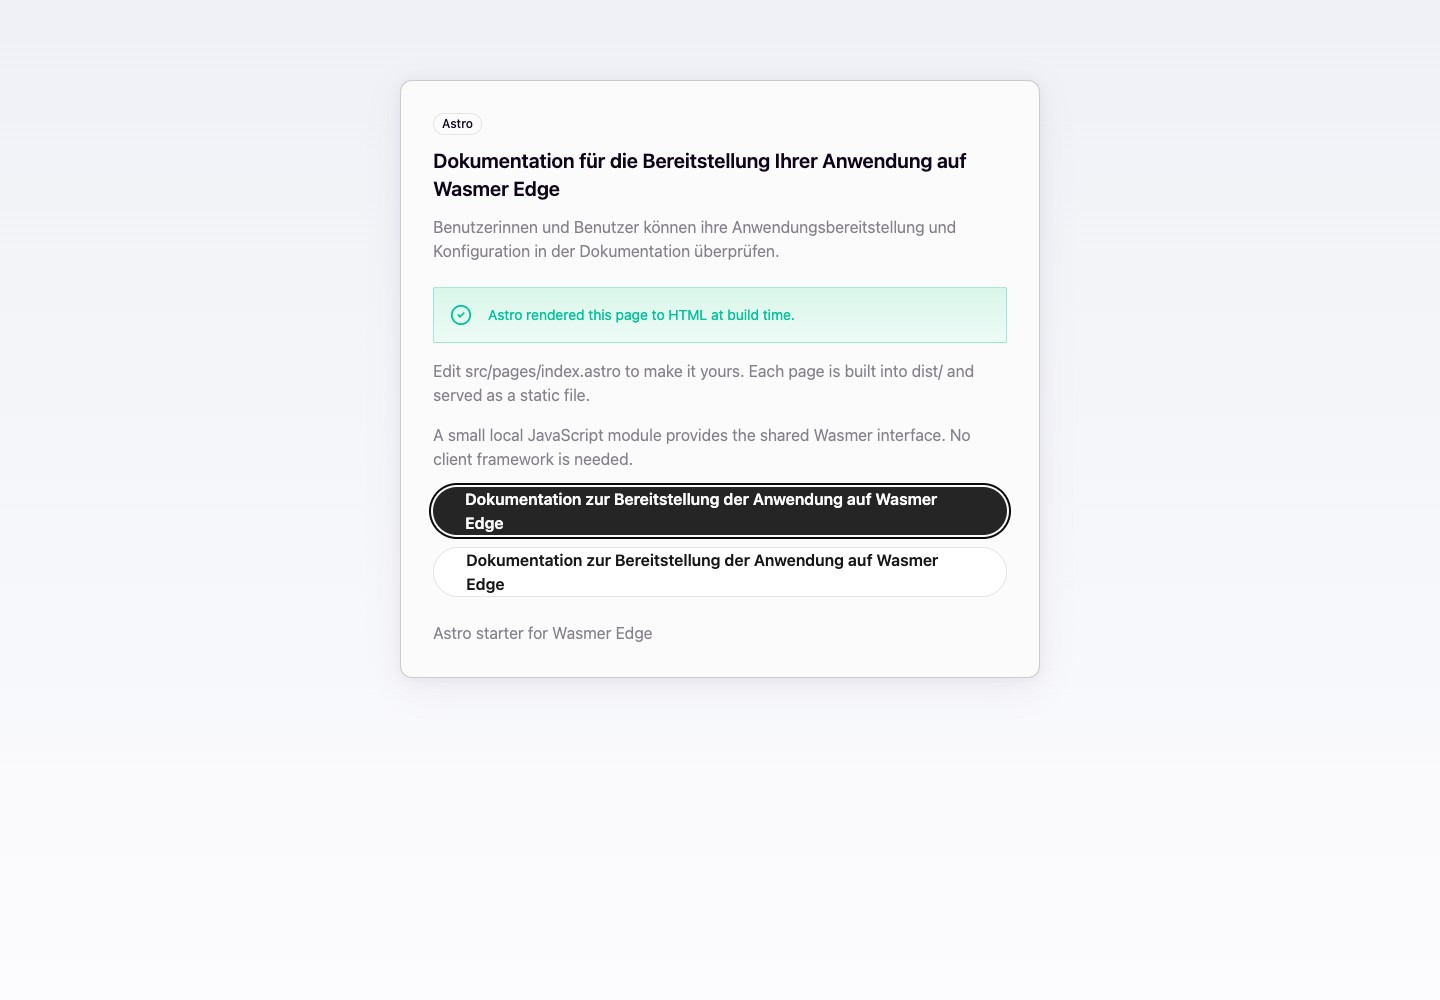 Astro
Dokumentation für die Bereitstellung Ihrer Anwendung auf
Wasmer Edge
Benutzerinnen und Benutzer können ihre Anwendungsbereitstellung und
Konfiguration in der Dokumentation überprüfen.
Astro rendered this page to HTML at build time.
Edit src/pages/index.astro to make it yours. Each page is built into dist/ and
served as a static file.
A small local JavaScript module provides the shared Wasmer interface. No
client framework is needed.
Dokumentation zur Bereitstellung der Anwendung auf Wasmer
Edge
Dokumentation zur Bereitstellung der Anwendung auf Wasmer
Edge
Astro starter for Wasmer Edge